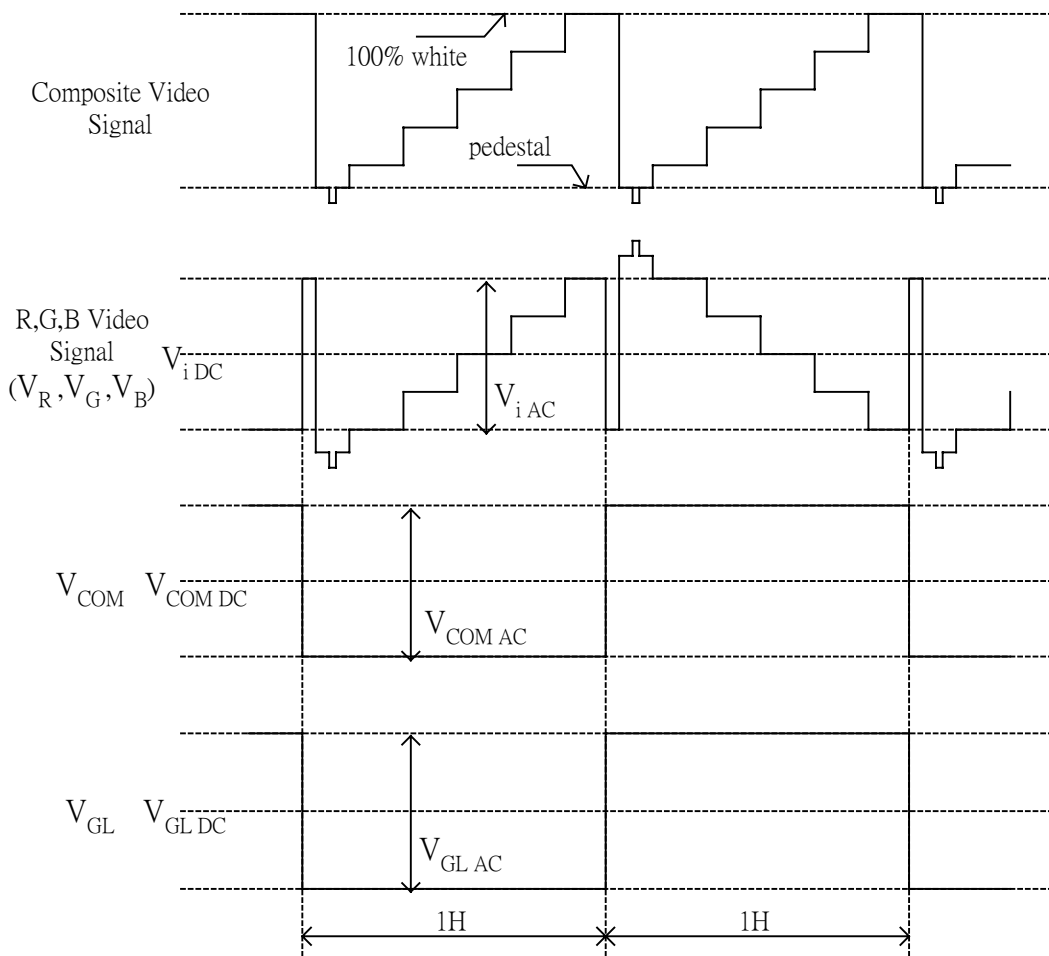 100% white
Composite Video
Signal
pedestal
R,G,B Video
Signal
(V_R ,V_G ,V_B)
V_i DC
V_i AC
V_COM
V_COM DC
V_COM AC
V_GL
V_GL DC
V_GL AC
1H
1H